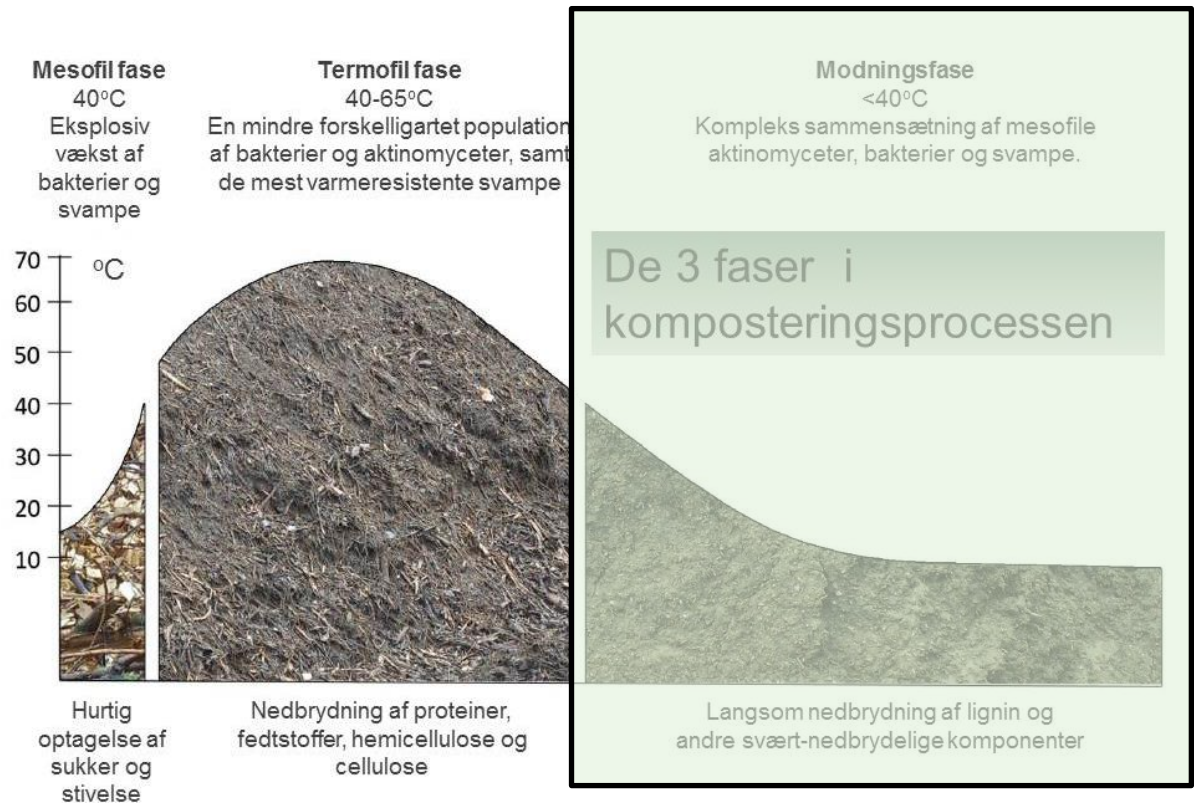 Mesofil fase
40°C
Eksplosiv
vækst af
bakterier og
svampe
Termofil fase
40-65°C
En mindre forskelligartet population
af bakterier og aktinomyceter, samt
de mest varmeresistente svampe
Modningsfase
<40°C
Kompleks sammensætning af mesofile
aktinomyceter, bakterier og svampe.
De 3 faser i
komposteringsprocessen
°C
70
60
50
40
30
20
10
Hurtig
optagelse af
sukker og
stivelse
Nedbrydning af proteiner,
fedtstoffer, hemicellulose og
cellulose
Langsom nedbrydning af lignin og
andre svært-nedbrydelige komponenter